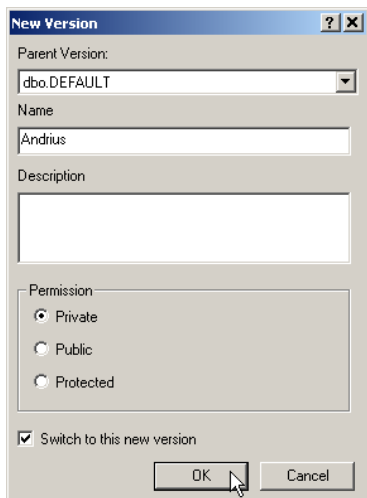 New Version
Parent Version:
dbo.DEFAULT
Name
Andrius
Description
Permission
Private
Public
Protected
Switch to this new version
OK Cancel